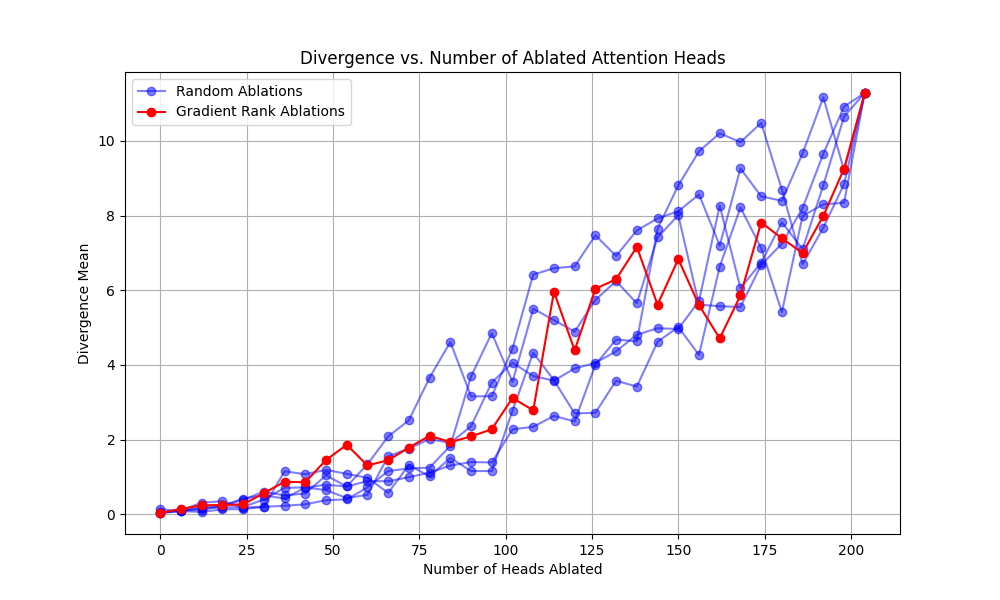 Divergence vs. Number of Ablated Attention Heads
Random Ablations
Gradient Rank Ablations
Divergence Mean
10
8
6
4
2
0
0 25 50 75 100 125 150 175 200
Number of Heads Ablated